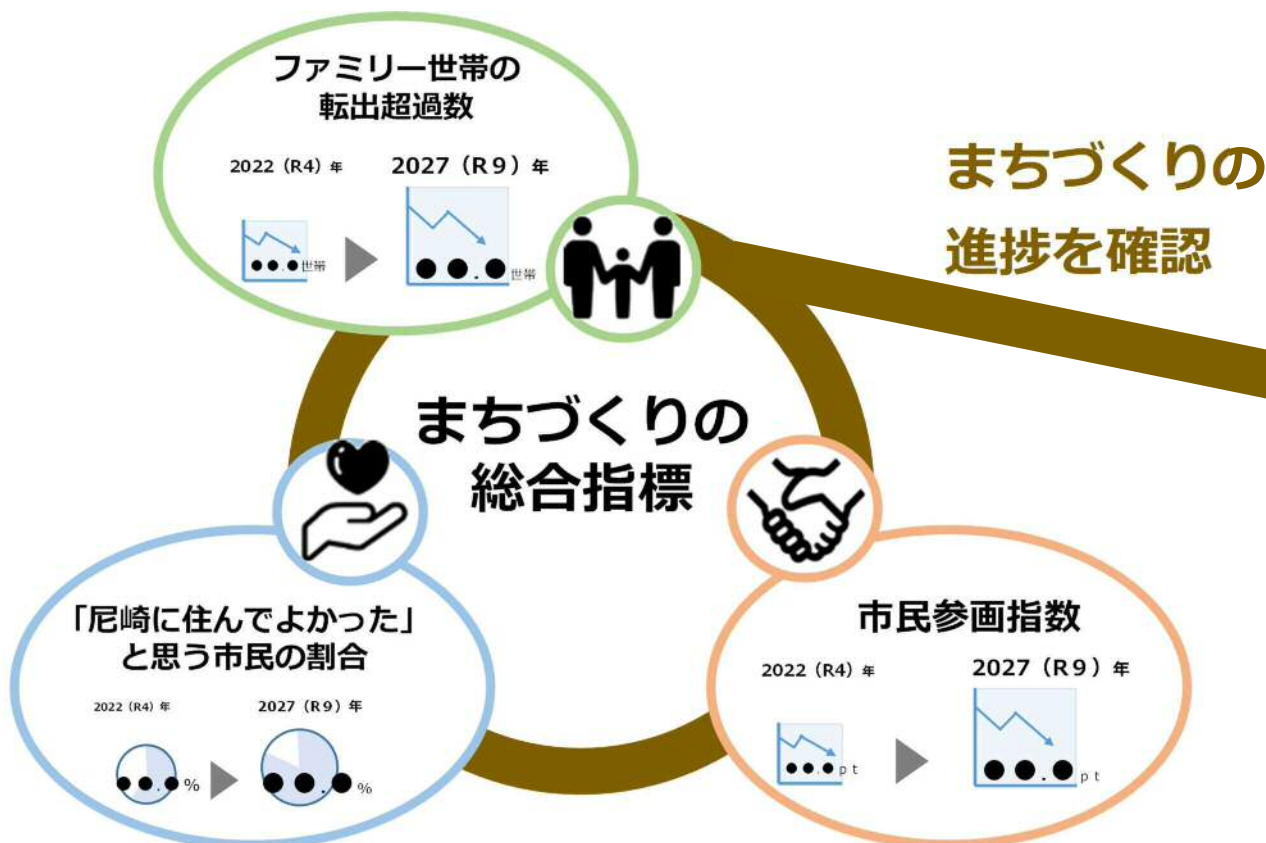 ファミリー世帯の
転出超過数
2022（R4）年
2027（R９）年
●●.●世帯
●●.●世帯
まちづくりの
進捗を確認
まちづくりの
総合指標
「尼崎に住んでよかった」
と思う市民の割合
2022（R4）年
2027（R９）年
●●.●%
●●.●%
市民参画指数
2022（R4）年
2027（R９）年
●●.●ｐｔ
●●.●ｐｔ